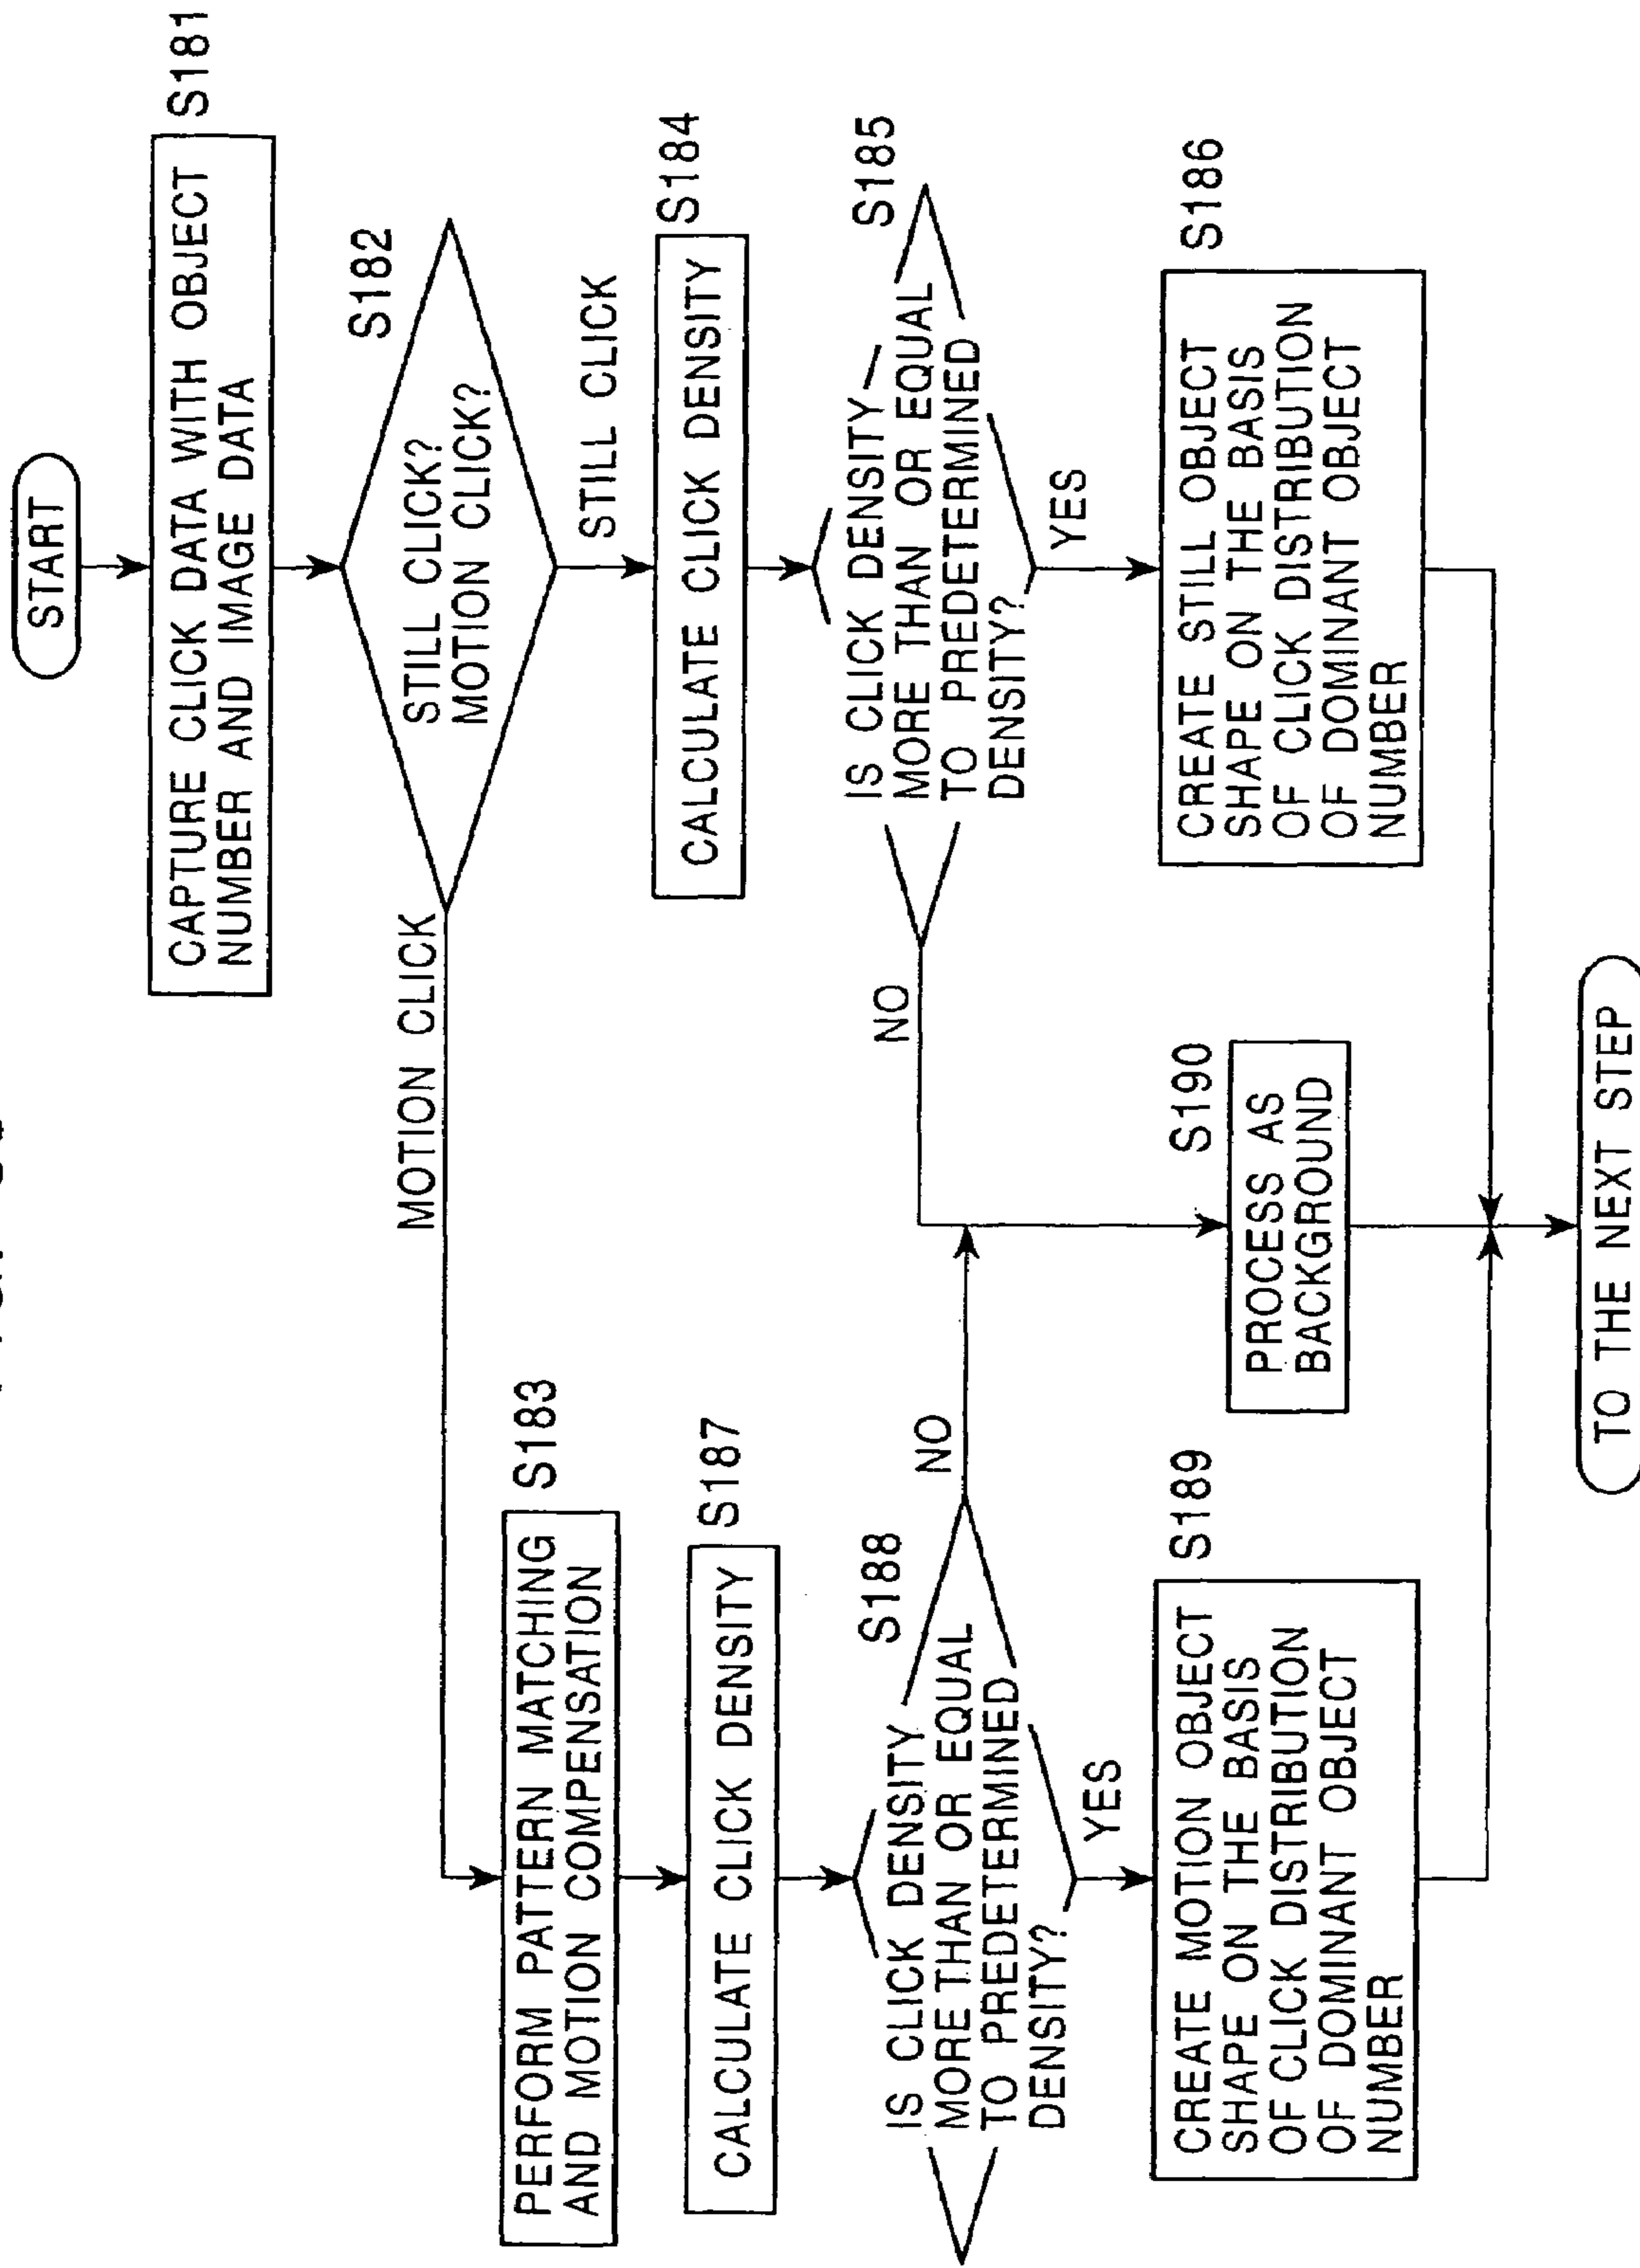 START
CAPTURE CLICK DATA WITH OBJECT
NUMBER AND IMAGE DATA
S181
STILL CLICK?
MOTION CLICK?
S182
MOTION CLICK
STILL CLICK
PERFORM PATTERN MATCHING
AND MOTION COMPENSATION
S183
CALCULATE CLICK DENSITY
S184
CALCULATE CLICK DENSITY
S187
IS CLICK DENSITY
MORE THAN OR EQUAL
TO PREDETERMINED
DENSITY?
S188
NO
YES
IS CLICK DENSITY
MORE THAN OR EQUAL
TO PREDETERMINED
DENSITY?
S185
NO
YES
CREATE MOTION OBJECT
SHAPE ON THE BASIS
OF CLICK DISTRIBUTION
OF DOMINANT OBJECT
NUMBER
S189
PROCESS AS
BACKGROUND
S190
CREATE STILL OBJECT
SHAPE ON THE BASIS
OF CLICK DISTRIBUTION
OF DOMINANT OBJECT
NUMBER
S186
TO THE NEXT STEP